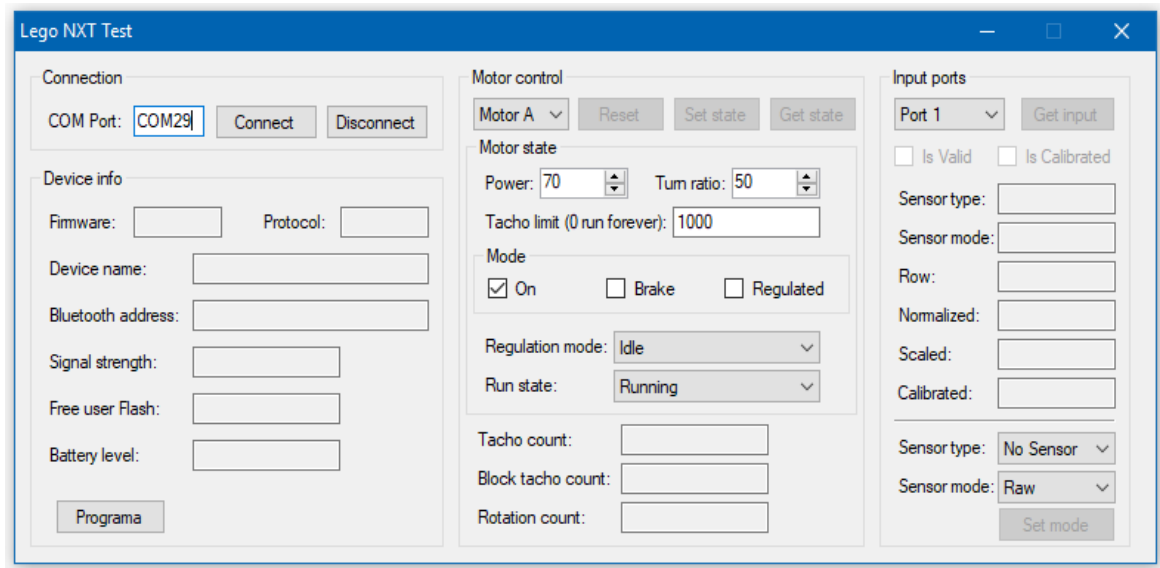 Lego NXT Test
Connection
COM Port: COM29 Connect Disconnect
Device info
Firmware: Protocol:
Device name:
Bluetooth address:
Signal strength:
Free user Flash:
Battery level:
Programa
Motor control
Motor A Reset Set state Get state
Motor state
Power: 70 Turn ratio: 50
Tacho limit (0 run forever): 1000
Mode
On Brake Regulated
Regulation mode: Idle
Run state: Running
Tacho count:
Block tacho count:
Rotation count:
Input ports
Port 1 Get input
Is Valid Is Calibrated
Sensor type:
Sensor mode:
Row:
Normalized:
Scaled:
Calibrated:
Sensor type: No Sensor
Sensor mode: Raw
Set mode